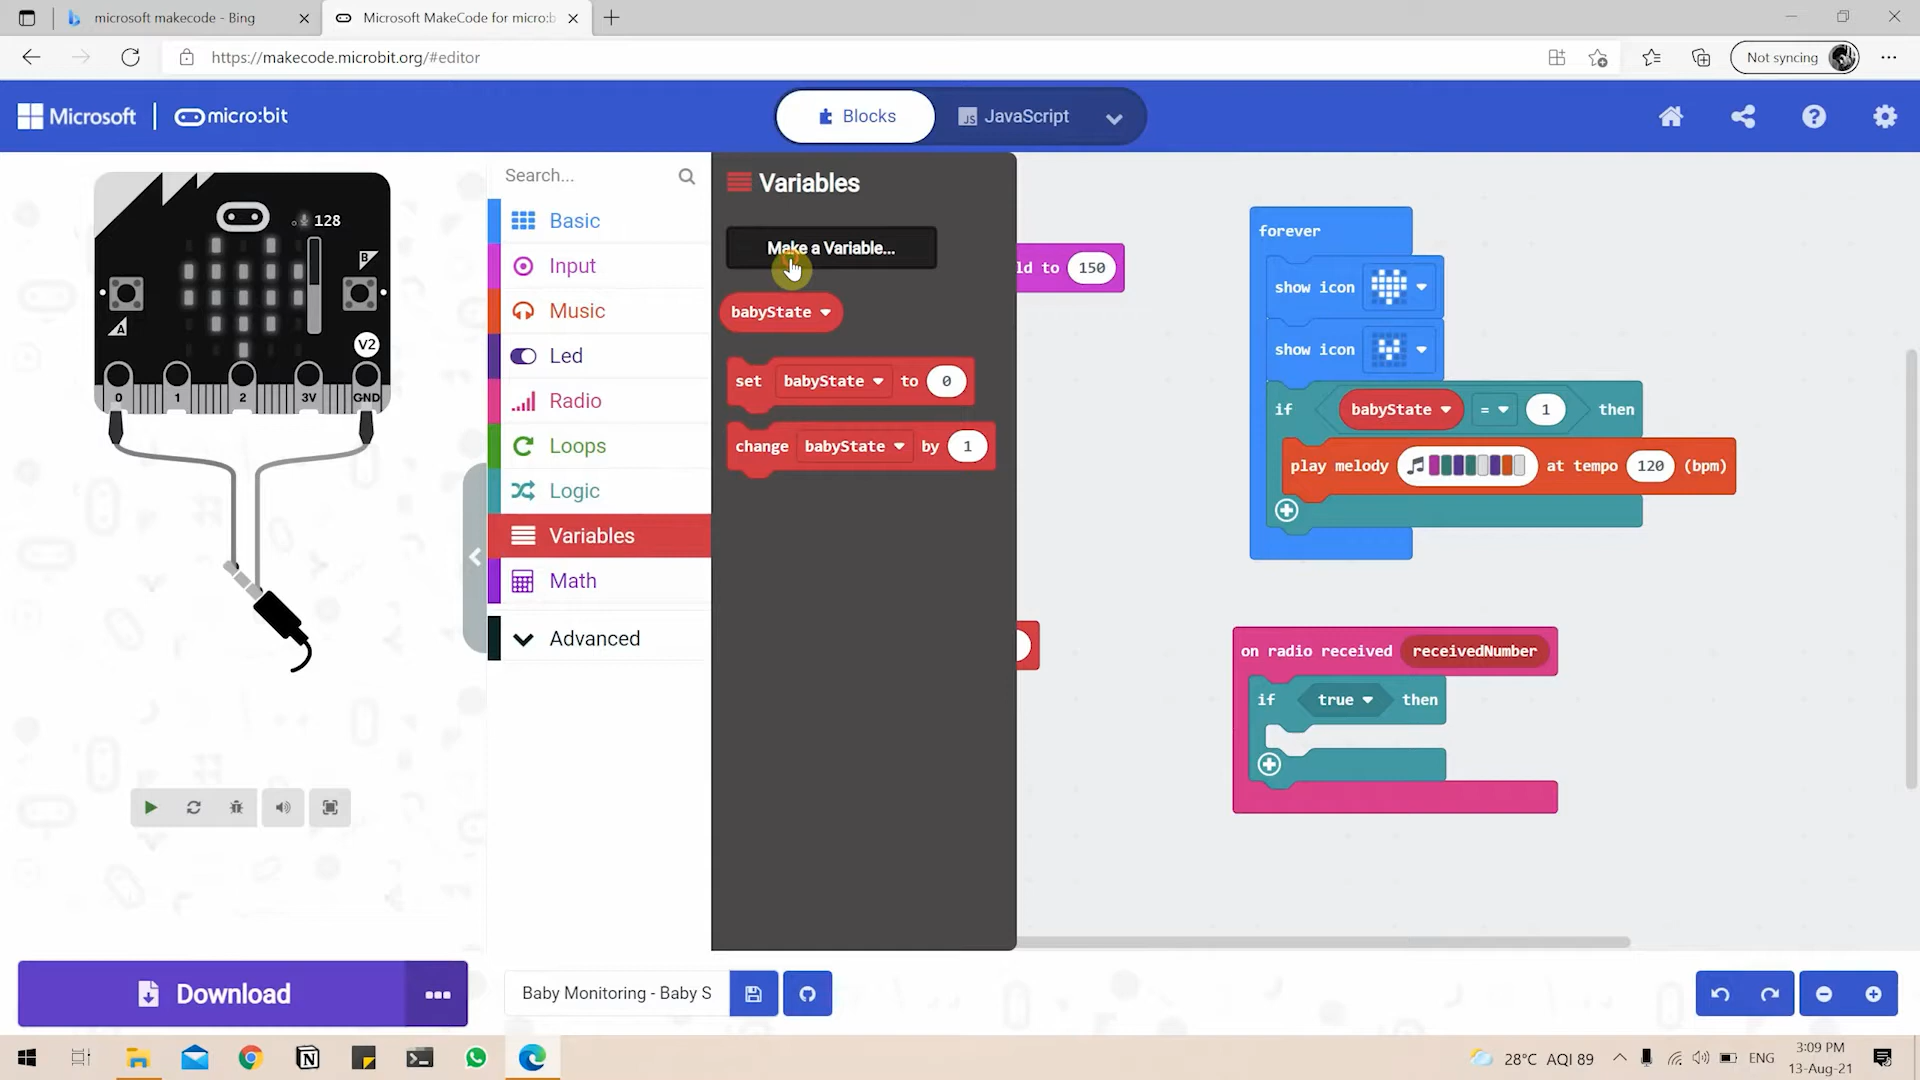 microsoft makecode - Bing
Microsoft MakeCode for micro:b
https://makecode.microbit.org/#editor
Not syncing
Microsoft
micro:bit
Blocks
JS JavaScript
128
B
A
V2
0 1 2 3V GND
Search...
Basic
Input
Music
Led
Radio
Loops
Logic
Variables
Math
Advanced
Variables
Make a Variable...
babyState
set babyState to 0
change babyState by 1
ld to 150
forever
show icon
show icon
if babyState = 1 then
play melody at tempo 120 (bpm)
on radio received receivedNumber
if true then
Download
Baby Monitoring - Baby S
28°C AQI 89
ENG
3:09 PM
13-Aug-21